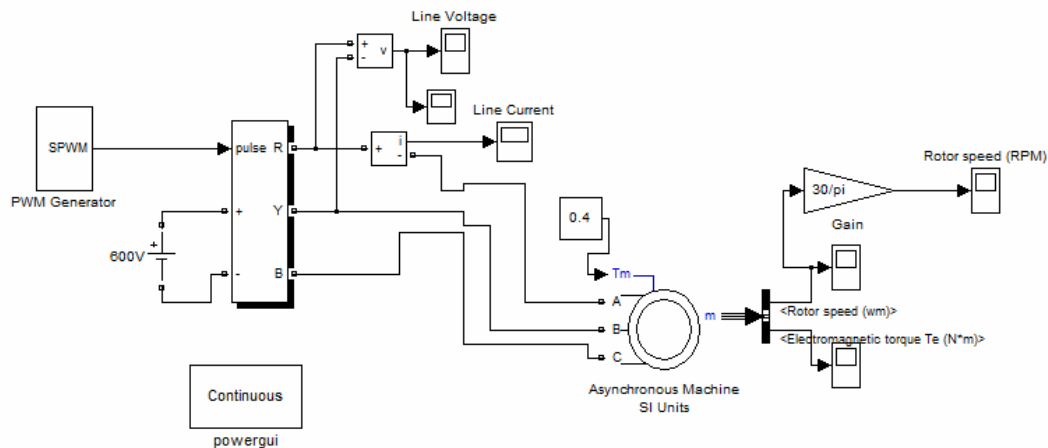 Line Voltage
+
-
v
Line Current
SPWM
PWM Generator
pulse
R
+
i
-
Rotor speed (RPM)
30/pi
Gain
+
Y
0.4
+
600V
-
B
Tm
A
m
B
C
<Rotor speed (wm)>
<Electromagnetic torque Te (N*m)>
Continuous
powergui
Asynchronous Machine
SI Units